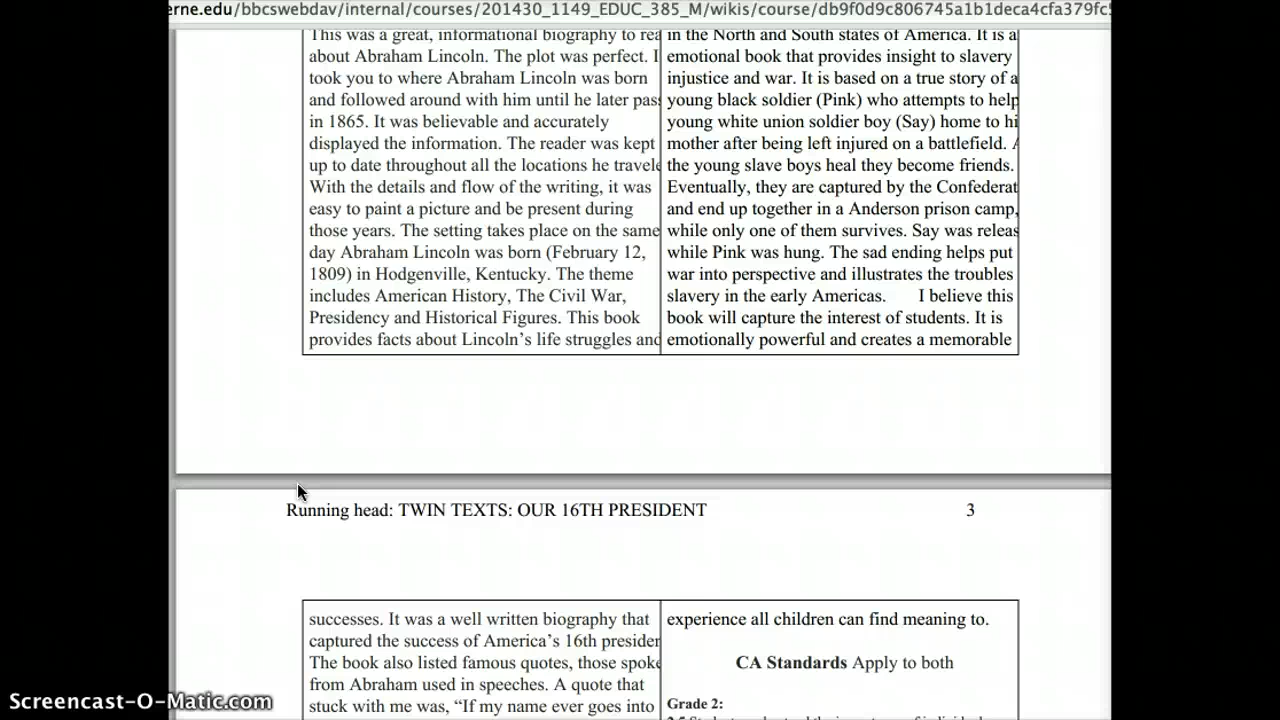 erne.edu/bbcswebdav/internal/courses/201430_1149_EDUC_385_M/wikis/course/db9f0d9c806745a1b1deca4cfa379fc
This was a great, informational biography to rea
about Abraham Lincoln. The plot was perfect. I
took you to where Abraham Lincoln was born
and followed around with him until he later pas
in 1865. It was believable and accurately
displayed the information. The reader was kept
up to date throughout all the locations he travele
With the details and flow of the writing, it was
easy to paint a picture and be present during
those years. The setting takes place on the same
day Abraham Lincoln was born (February 12,
1809) in Hodgenville, Kentucky. The theme
includes American History, The Civil War,
Presidency and Historical Figures. This book
provides facts about Lincoln's life struggles and
in the North and South states of America. It is a
emotional book that provides insight to slavery
injustice and war. It is based on a true story of a
young black soldier (Pink) who attempts to help
young white union soldier boy (Say) home to hi
mother after being left injured on a battlefield.
the young slave boys heal they become friends.
Eventually, they are captured by the Confederat
and end up together in a Anderson prison camp,
while only one of them survives. Say was releas
while Pink was hung. The sad ending helps put
war into perspective and illustrates the troubles
slavery in the early Americas. I believe this
book will capture the interest of students. It is
emotionally powerful and creates a memorable
Running head: TWIN TEXTS: OUR 16TH PRESIDENT 3
successes. It was a well written biography that
captured the success of America's 16th presiden
The book also listed famous quotes, those spoke
from Abraham used in speeches. A quote that
stuck with me was, "If my name ever goes into
experience all children can find meaning to.
CA Standards Apply to both
Grade 2:
Screencast-O-Matic.com